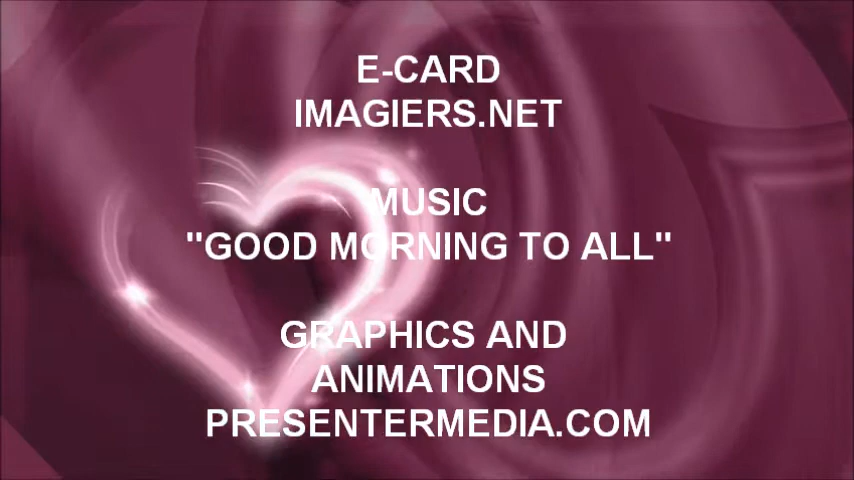 E-CARD
IMAGIERS.NET
MUSIC
"GOOD MORNING TO ALL"
GRAPHICS AND
ANIMATIONS
PRESENTERMEDIA.COM